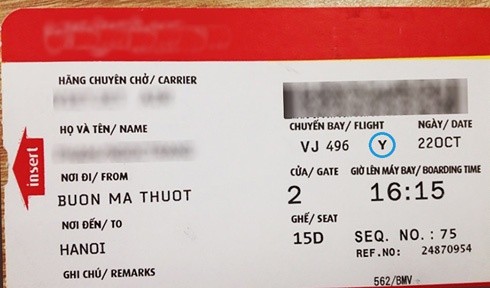 HÃNG CHUYÊN CHỞ/ CARRIER
HỌ VÀ TÊN/ NAME
NƠI ĐI/ FROM
BUON MA THUOT
NƠI ĐẾN/ TO
HANOI
GHI CHÚ/ REMARKS
insert
CHUYẾN BAY/ FLIGHT NGÀY/ DATE
VJ 496 Y 22OCT
CỬA/ GATE GIỜ LÊN MÁY BAY/ BOARDING TIME
2 16:15
GHẾ/ SEAT
15D SEQ. NO.: 75
REF.NO: 24870954
562/BMV